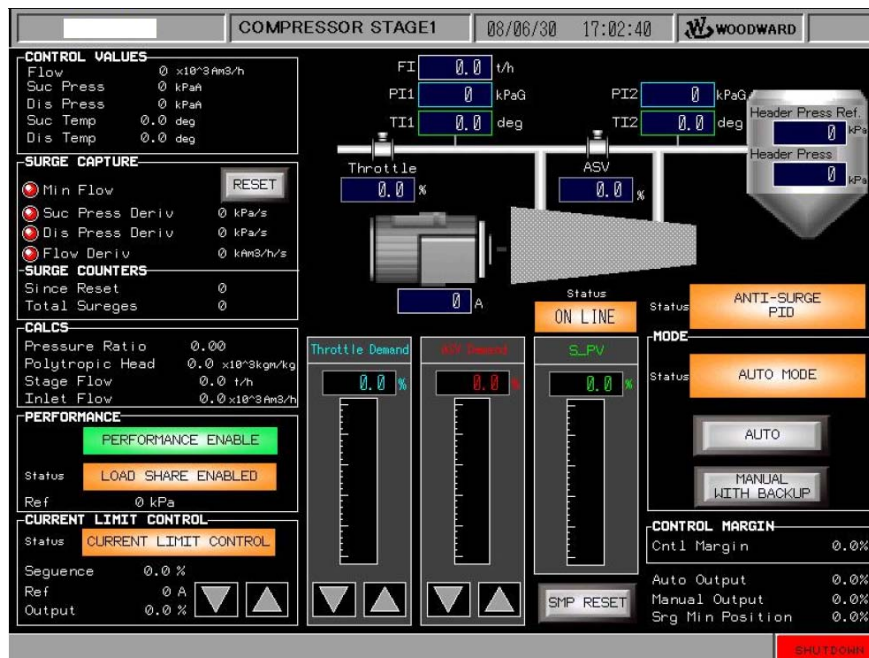 COMPRESSOR STAGE1 08/06/30 17:02:40 WOODWARD
CONTROL VALUES
Flow 0 x10^3Am3/h
Suc Press 0 kPaA
Dis Press 0 kPaA
Suc Temp 0.0 deg
Dis Temp 0.0 deg
SURGE CAPTURE
RESET
Min Flow
Suc Press Deriv 0 kPa/s
Dis Press Deriv 0 kPa/s
Flow Deriv 0 kAm3/h/s
SURGE COUNTERS
Since Reset 0
Total Sureges 0
CALCS
Pressure Ratio 0.00
Polytropic Head 0.0 x10^3kgm/kg
Stage Flow 0.0 t/h
Inlet Flow 0.0 x10^3Am3/h
PERFORMANCE
PERFORMANCE ENABLE
Status LOAD SHARE ENABLED
Ref 0 kPa
CURRENT LIMIT CONTROL
Status CURRENT LIMIT CONTROL
Sequence 0.0 %
Ref 0 A
Output 0.0 %
FI 0.0 t/h
PI1 0 kPaG
TI1 0.0 deg
PI2 0 kPaG
TI2 0.0 deg
Header Press Ref.
0 kPa
Header Press
0 kPa
Throttle
0.0 %
ASV
0.0 %
0 A
Status
ON LINE
Status ANTI-SURGE
PID
Throttle Demand
0.0 %
ASV Demand
0.0 %
S_PV
0.0 %
SMP RESET
MODE
Status AUTO MODE
AUTO
MANUAL
WITH BACKUP
CONTROL MARGIN
Cntl Margin 0.0%
Auto Output 0.0%
Manual Output 0.0%
Srg Min Position 0.0%
SHUTDOWN